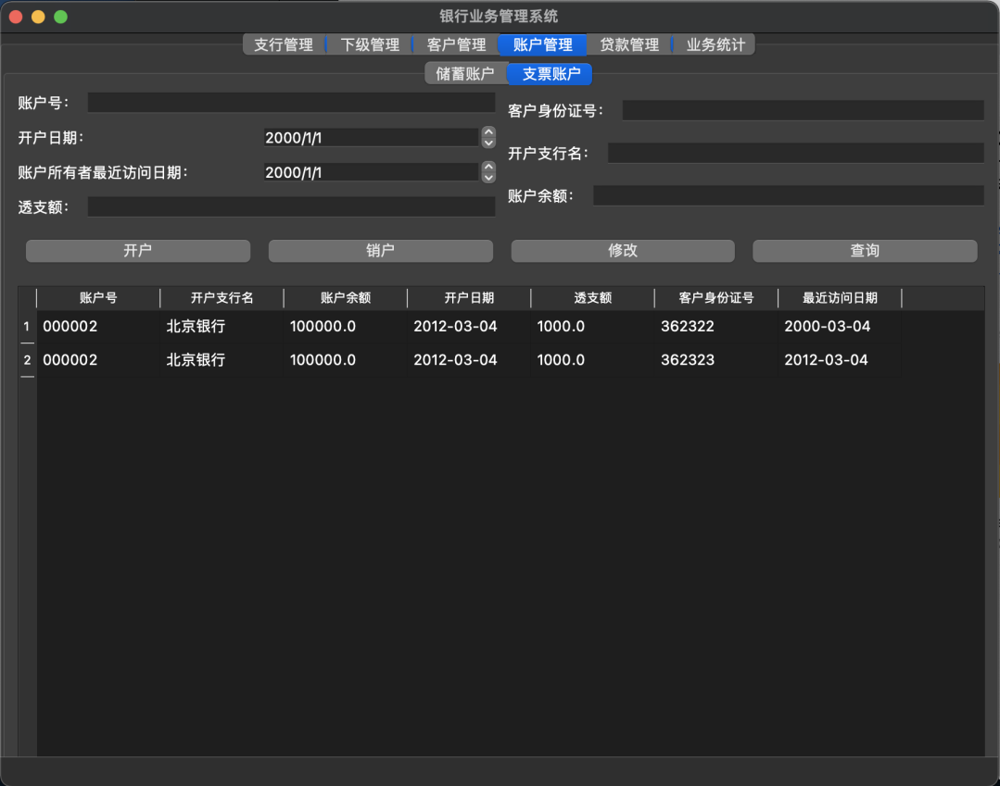 银行业务管理系统
支行管理 下级管理 客户管理 账户管理 贷款管理 业务统计
储蓄账户 支票账户
账户号：
客户身份证号：
开户日期： 2000/1/1
开户支行名：
账户所有者最近访问日期： 2000/1/1
账户余额：
透支额：
开户 销户 修改 查询
账户号 开户支行名 账户余额 开户日期 透支额 客户身份证号 最近访问日期
1 000002 北京银行 100000.0 2012-03-04 1000.0 362322 2000-03-04
2 000002 北京银行 100000.0 2012-03-04 1000.0 362323 2012-03-04